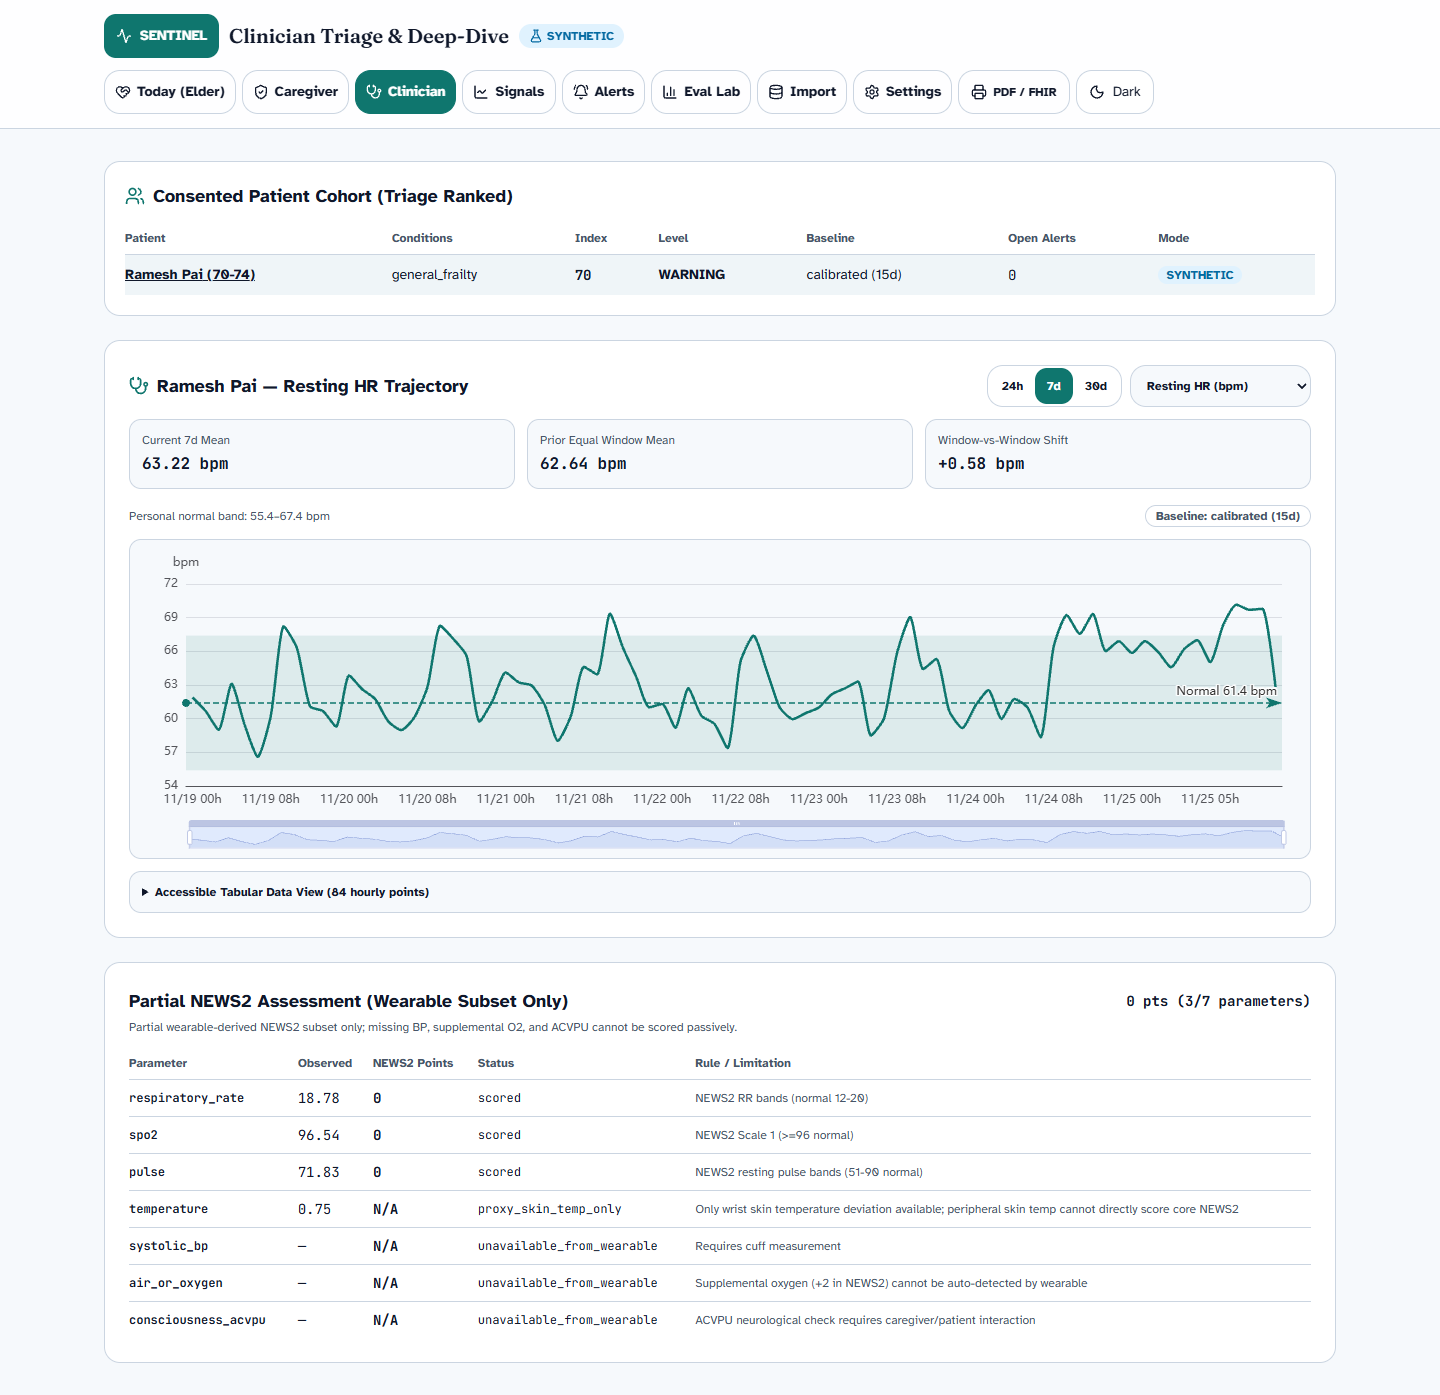 SENTINEL Clinician Triage & Deep-Dive SYNTHETIC
Today (Elder) Caregiver Clinician Signals Alerts Eval Lab Import Settings PDF / FHIR Dark
Consented Patient Cohort (Triage Ranked)
Patient Conditions Index Level Baseline Open Alerts Mode
Ramesh Pai (70-74) general_frailty 70 WARNING calibrated (15d) 0 SYNTHETIC
Ramesh Pai — Resting HR Trajectory 24h 7d 30d Resting HR (bpm)
Current 7d Mean Prior Equal Window Mean Window-vs-Window Shift
63.22 bpm 62.64 bpm +0.58 bpm
Personal normal band: 55.4–67.4 bpm Baseline: calibrated (15d)
bpm
72
69
66
63
Normal 61.4 bpm
60
57
54
11/19 00h 11/19 08h 11/20 00h 11/20 08h 11/21 00h 11/21 08h 11/22 00h 11/22 08h 11/23 00h 11/23 08h 11/24 00h 11/24 08h 11/25 00h 11/25 05h
Accessible Tabular Data View (84 hourly points)
Partial NEWS2 Assessment (Wearable Subset Only) 0 pts (3/7 parameters)
Partial wearable-derived NEWS2 subset only; missing BP, supplemental O2, and ACVPU cannot be scored passively.
Parameter Observed NEWS2 Points Status Rule / Limitation
respiratory_rate 18.78 0 scored NEWS2 RR bands (normal 12-20)
spo2 96.54 0 scored NEWS2 Scale 1 (>=96 normal)
pulse 71.83 0 scored NEWS2 resting pulse bands (51-90 normal)
temperature 0.75 N/A proxy_skin_temp_only Only wrist skin temperature deviation available; peripheral skin temp cannot directly score core NEWS2
systolic_bp — N/A unavailable_from_wearable Requires cuff measurement
air_or_oxygen — N/A unavailable_from_wearable Supplemental oxygen (+2 in NEWS2) cannot be auto-detected by wearable
consciousness_acvpu — N/A unavailable_from_wearable ACVPU neurological check requires caregiver/patient interaction